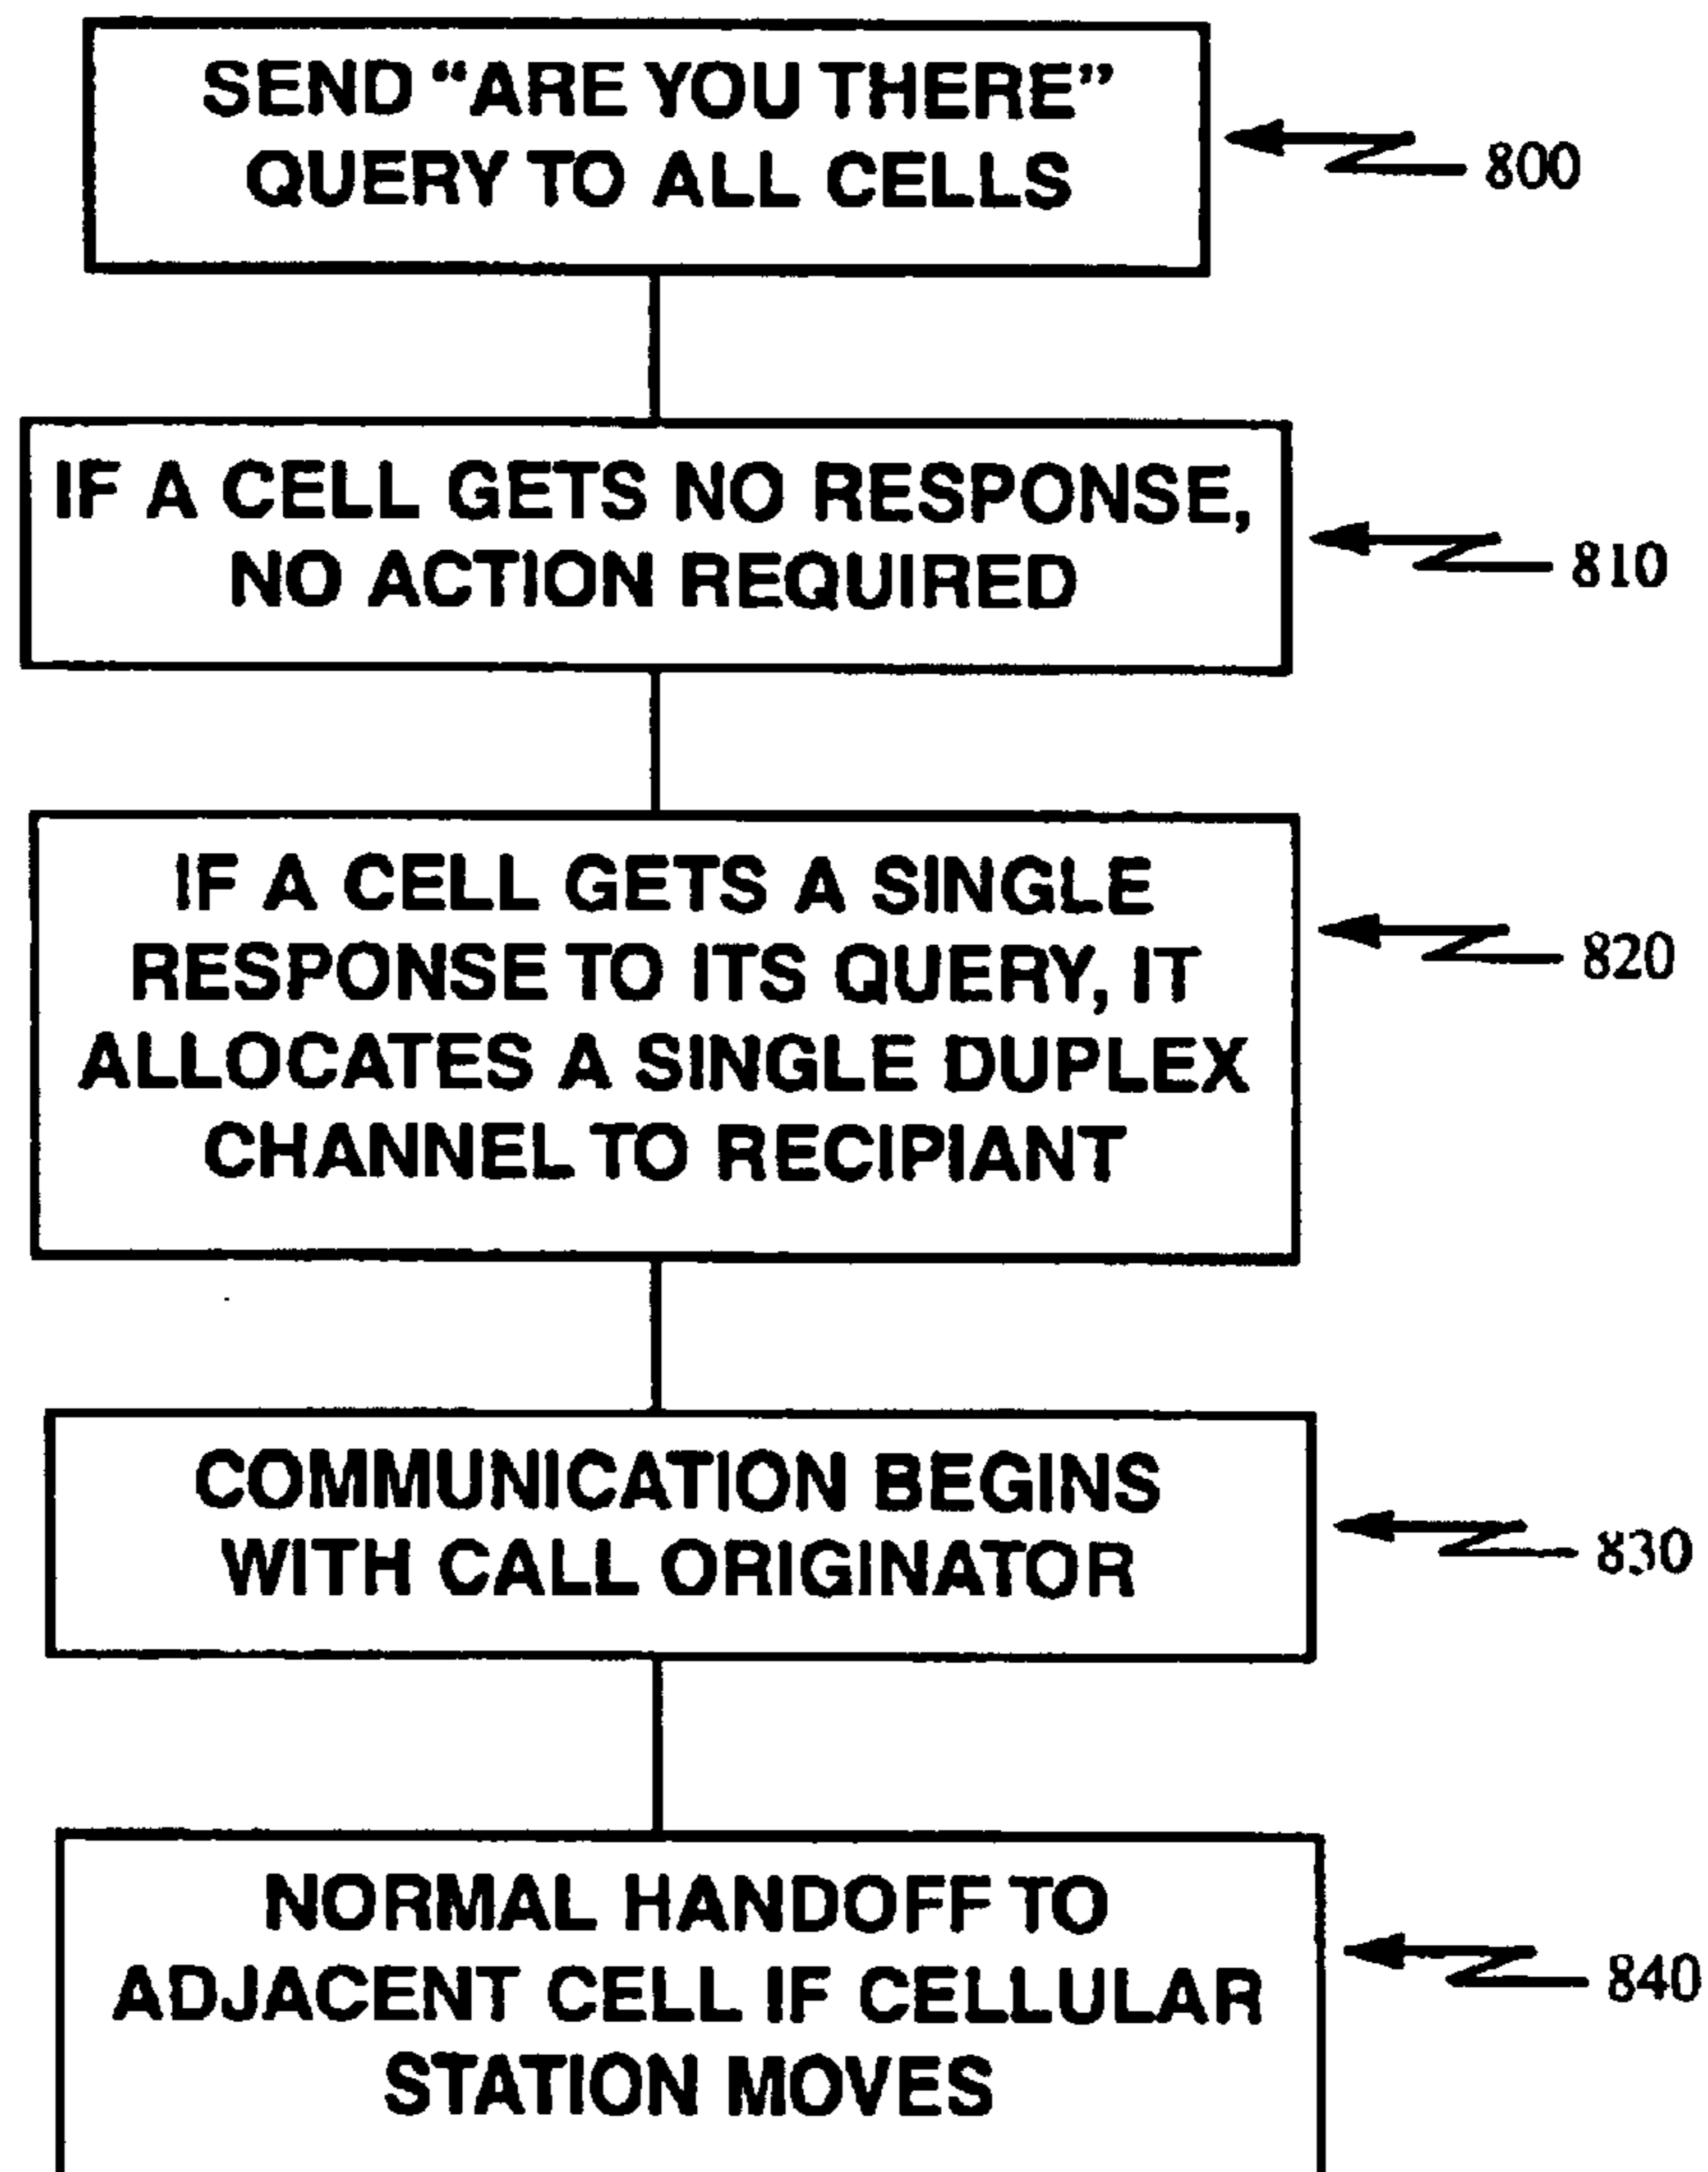 SEND “ARE YOU THERE”
QUERY TO ALL CELLS
800
IF A CELL GETS NO RESPONSE,
NO ACTION REQUIRED
810
IF A CELL GETS A SINGLE
RESPONSE TO ITS QUERY, IT
ALLOCATES A SINGLE DUPLEX
CHANNEL TO RECIPIANT
820
COMMUNICATION BEGINS
WITH CALL ORIGINATOR
830
NORMAL HANDOFF TO
ADJACENT CELL IF CELLULAR
STATION MOVES
840